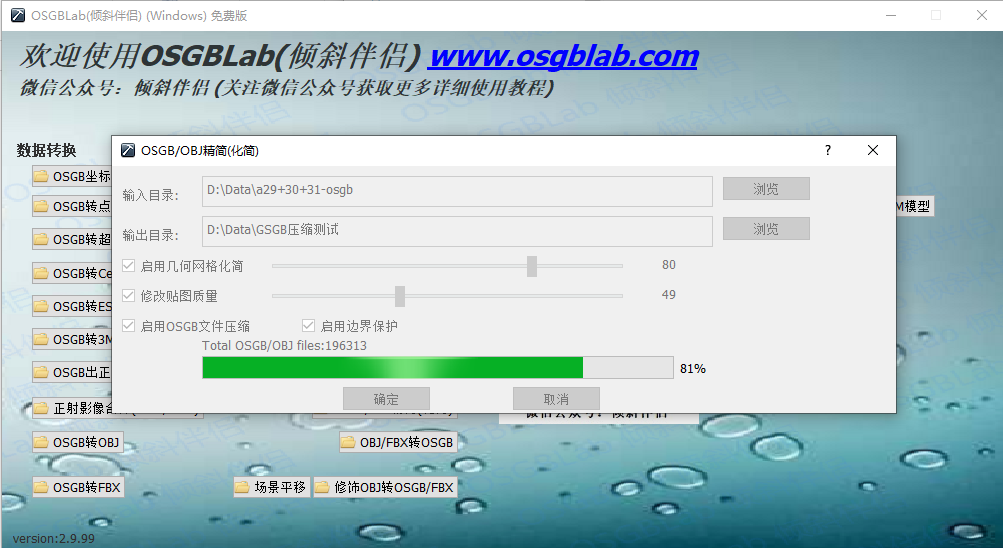 OSGBLab(倾斜伴侣) (Windows) 免费版
欢迎使用OSGBLab(倾斜伴侣) www.osgblab.com
微信公众号：倾斜伴侣 (关注微信公众号获取更多详细使用教程)
数据转换
OSGB/OBJ精简(化简)
输入目录: D:\Data\a29+30+31-osgb 浏览
输出目录: D:\Data\GSGB压缩测试 浏览
启用几何网格化简 80
修改贴图质量 49
启用OSGB文件压缩 启用边界保护
Total OSGB/OBJ files:196313
81%
确定 取消
OSGB坐标
OSGB转点
M模型
OSGB转超
OSGB转Ce
OSGB转ES
OSGB转3M
OSGB出正
正射影像
微信公众号：倾斜伴侣
OSGB转OBJ OBJ/FBX转OSGB
OSGB转FBX 场景平移 修饰OBJ转OSGB/FBX
version:2.9.99